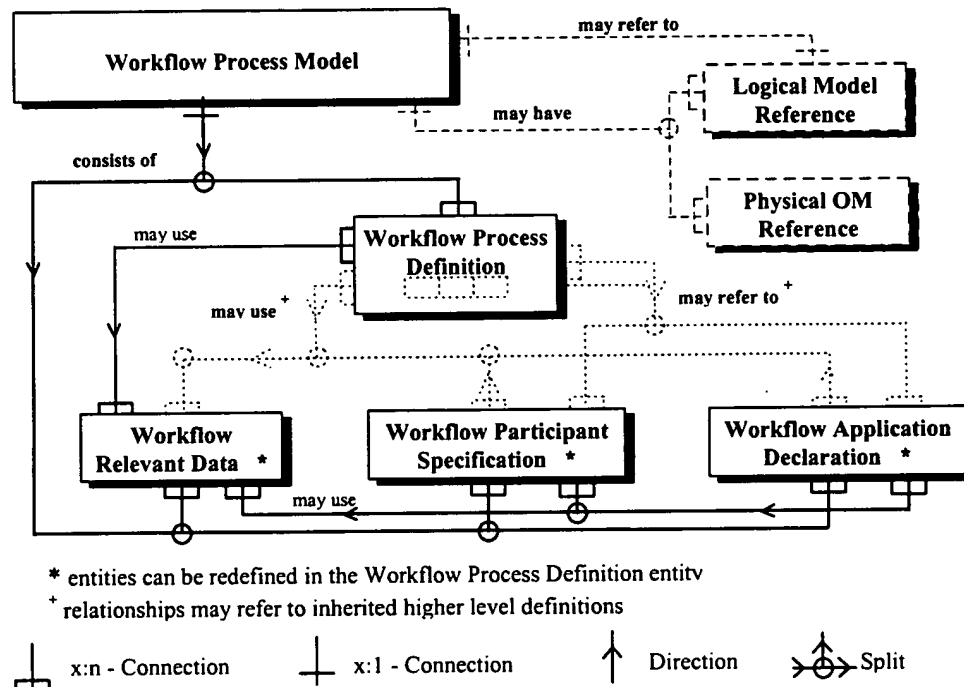 may refer to
Workflow Process Model
Logical Model
Reference
may have
consists of
Physical OM
Reference
may use
Workflow Process
Definition
may use +
may refer to +
Workflow
Relevant Data *
Workflow Participant
Specification *
Workflow Application
Declaration *
may use
* entities can be redefined in the Workflow Process Definition entity
+ relationships may refer to inherited higher level definitions
x:n - Connection
x:1 - Connection
Direction
Split